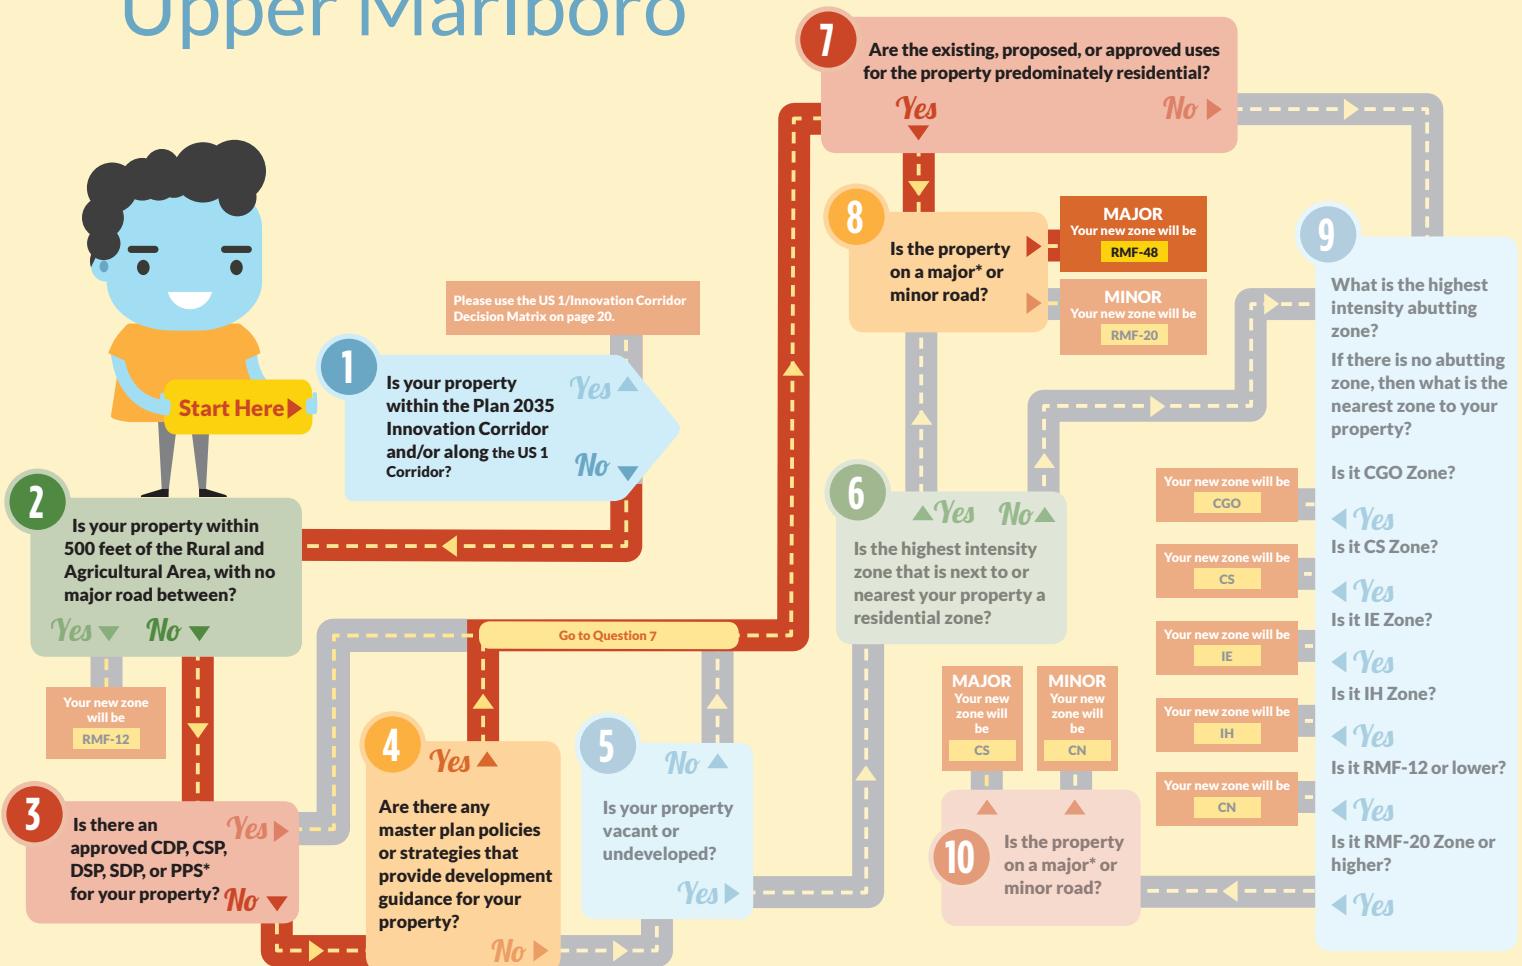 Upper Marlboro
Start Here
1
Is your property
within the Plan 2035
Innovation Corridor
and/or along the US 1
Corridor?
Yes
No
Please use the US 1/Innovation Corridor
Decision Matrix on page 20.
2
Is your property within
500 feet of the Rural and
Agricultural Area, with no
major road between?
Yes
No
Your new zone
will be
RMF-12
3
Is there an
approved CDP, CSP,
DSP, SDP, or PPS*
for your property?
Yes
No
Go to Question 7
4
Yes
Are there any
master plan policies
or strategies that
provide development
guidance for your
property?
No
5
No
Is your property
vacant or
undeveloped?
Yes
6
Yes
No
Is the highest intensity
zone that is next to or
nearest your property a
residential zone?
7
Are the existing, proposed, or approved uses
for the property predominately residential?
Yes
No
8
Is the property
on a major* or
minor road?
MAJOR
Your new zone will be
RMF-48
MINOR
Your new zone will be
RMF-20
9
What is the highest
intensity abutting
zone?
If there is no abutting
zone, then what is the
nearest zone to your
property?
Is it CGO Zone?
Yes
Your new zone will be
CGO
Is it CS Zone?
Yes
Your new zone will be
CS
Is it IE Zone?
Yes
Your new zone will be
IE
Is it IH Zone?
Yes
Your new zone will be
IH
Is it RMF-12 or lower?
Yes
Your new zone will be
CN
Is it RMF-20 Zone or
higher?
Yes
10
Is the property
on a major* or
minor road?
MAJOR
Your new
zone will
be
CS
MINOR
Your new
zone will
be
CN